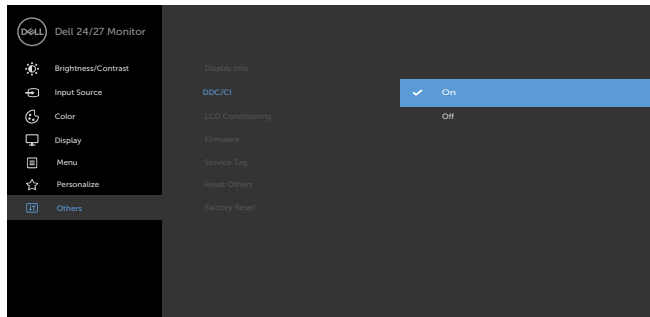 DELL Dell 24/27 Monitor
Brightness/Contrast
Input Source
Color
Display
Menu
Personalize
Others
Display Info
DDC/CI
LCD Conditioning
Firmware
Service Tag
Reset Others
Factory Reset
On
Off